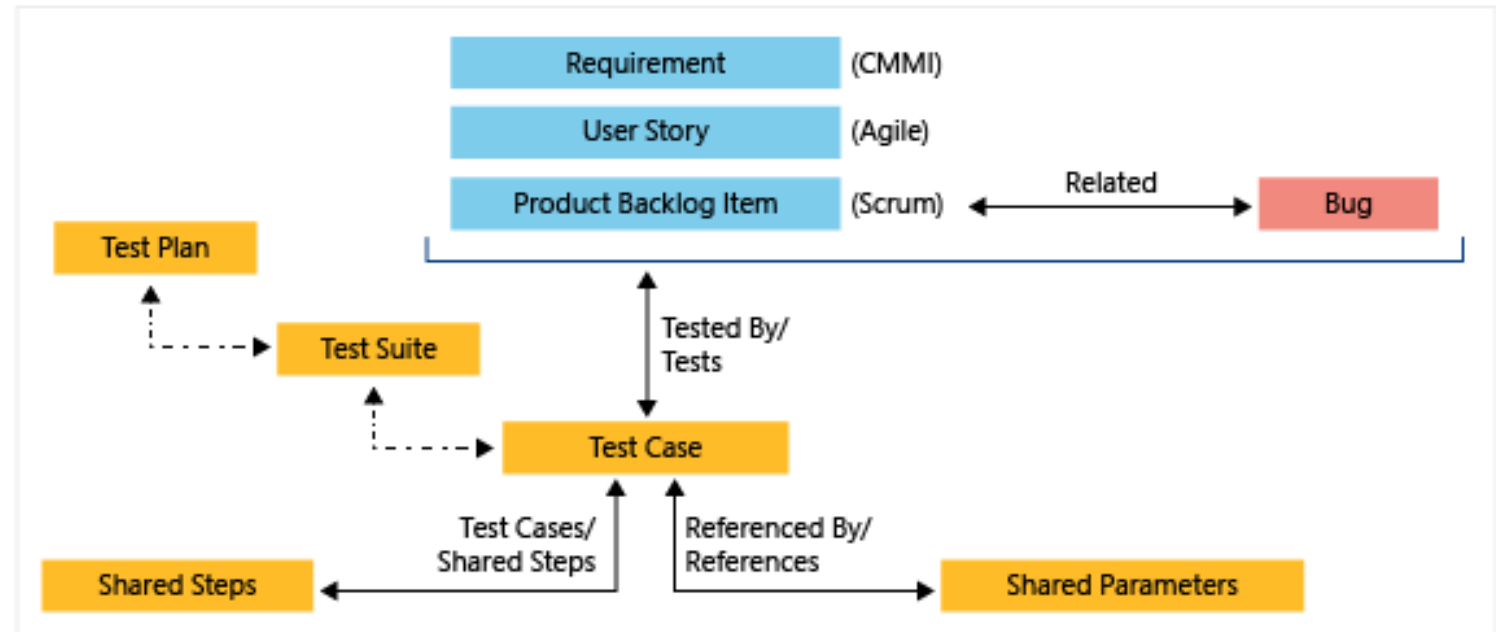 Requirement (CMMI)
User Story (Agile)
Related
Product Backlog Item (Scrum)
Bug
Test Plan
Tested By/
Tests
Test Suite
Test Case
Test Cases/
Shared Steps
Referenced By/
References
Shared Steps
Shared Parameters